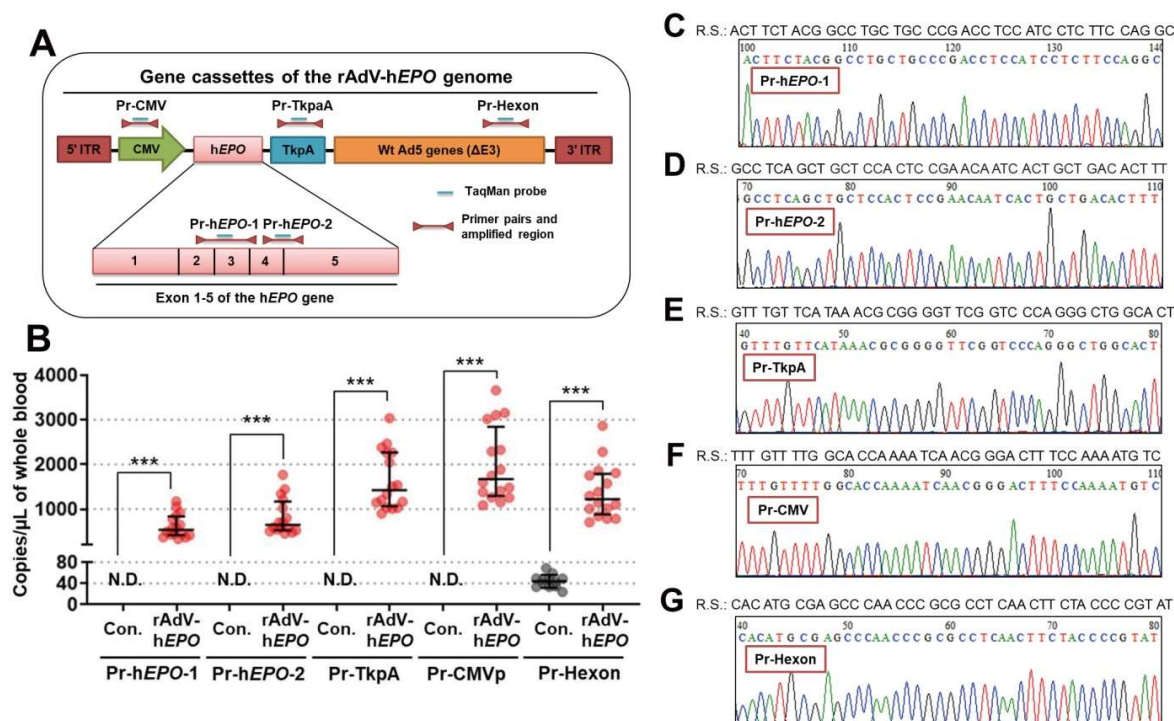 A
Gene cassettes of the rAdV-hEPO genome
Pr-CMV Pr-TkpaA Pr-Hexon
5' ITR CMV hEPO TkpA Wt Ad5 genes (ΔE3) 3' ITR
TaqMan probe
Pr-hEPO-1 Pr-hEPO-2
Primer pairs and
amplified region
1 2 3 4 5
Exon 1-5 of the hEPO gene
B
Copies/µL of whole blood
4000
3000
2000
1000
80
40
0
*** *** *** *** ***
N.D. N.D. N.D. N.D.
Con. rAdV-hEPO Con. rAdV-hEPO Con. rAdV-hEPO Con. rAdV-hEPO Con. rAdV-hEPO
Pr-hEPO-1 Pr-hEPO-2 Pr-TkpA Pr-CMVp Pr-Hexon
C
R.S.: ACT TCT ACG GCC TGC TGC CCG ACC TCC ATC CTC TTC CAG GC
100 110 120 130 140
ACTTCTACGGCCTGCTGCCCGACCTCCATCCTCTTCCAGGC
Pr-hEPO-1
D
R.S.: GCC TCA GCT GCT CCA CT CCG AACAATC ACT GCT GAC ACT TT
70 80 90 100 110
GCCTCAGCTGCTCCACTCCGAACAATCACTGCTGACACTTT
Pr-hEPO-2
E
R.S.: GTT TGT TCA TAA ACG CGG GGT TCG GTC CCA GGG CTG GCA CT
40 50 60 70 80
GTTTGTTCATAAACGCGGGGTTCGGTCCCAGGGCTGGCACT
Pr-TkpA
F
R.S.: TTT GTT TTG GCA CCA AAA TCA ACG GGA CTT TCC AAA ATG TC
70 80 90 100 110
TTTGTTTTGGCACCAAAATCAACGGGACTTTCCAAAATGTC
Pr-CMV
G
R.S.: CAC ATG CGA GCC CAA CCC GCG CCT CAA CTT CTA CCC CGT AT
40 50 60 70 80
CACATGCGAGCCCAACCCGCGCCTCAACTTCTACCCCGTAT
Pr-Hexon